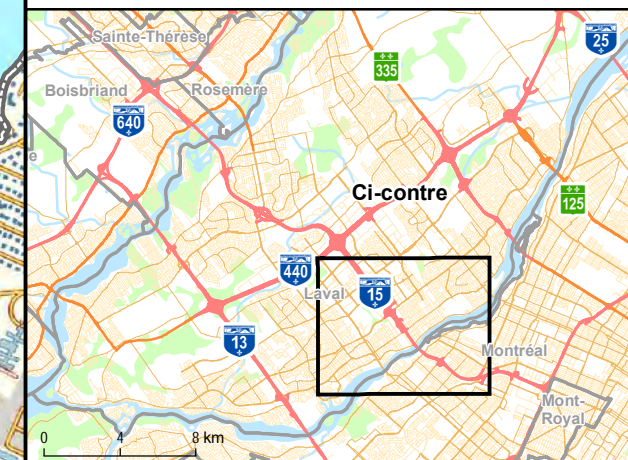 Sainte-Thérèse
25
335
Boisbriand
Rosemère
640
e
Ci-contre
125
440
Laval
15
13
Montréal
Mont-
Royal
0 4 8 km